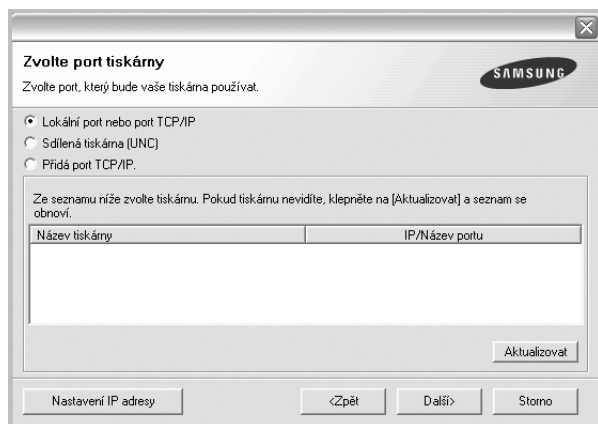 Zvolte port tiskárny
Zvolte port, který bude vaše tiskárna používat.
SAMSUNG
Lokální port nebo port TCP/IP
Sdílená tiskárna (UNC)
Přidá port TCP/IP.
Ze seznamu níže zvolte tiskárnu. Pokud tiskárnu nevidíte, klepněte na [Aktualizovat] a seznam se
obnoví.
Název tiskárny IP/Název portu
Aktualizovat
Nastavení IP adresy <Zpět Další> Storno